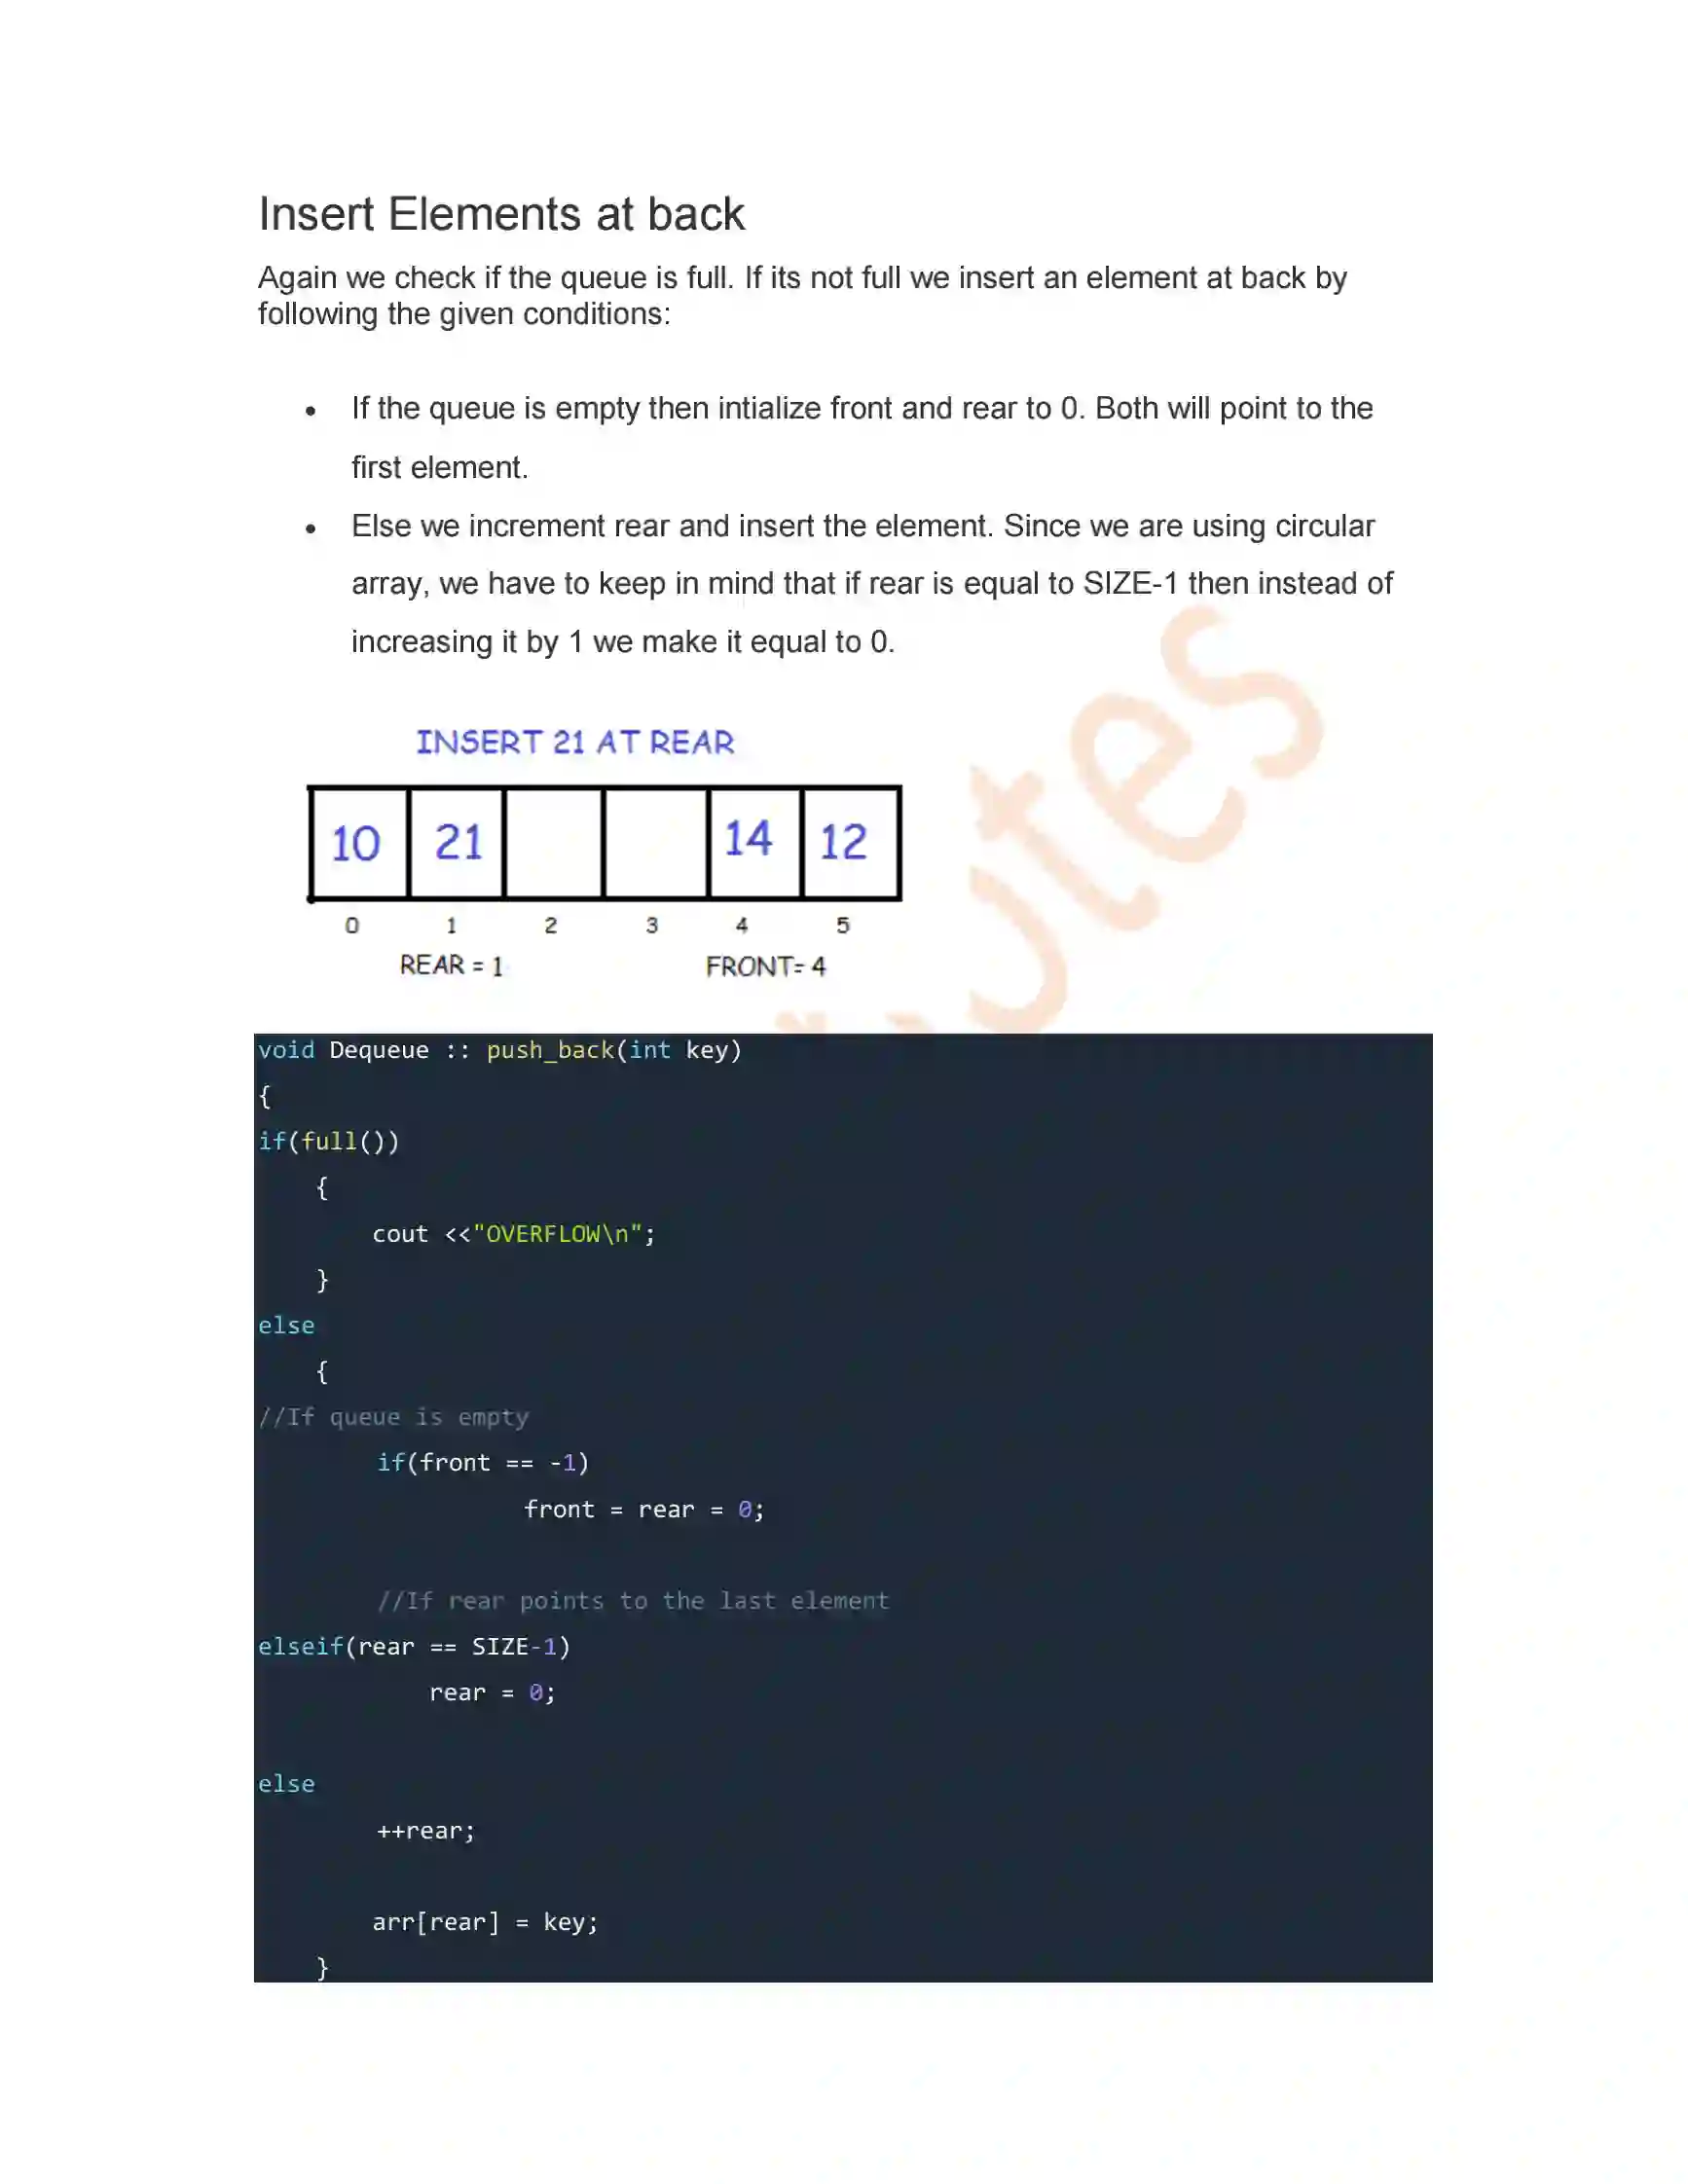 Insert Elements at back
Again we check if the queue is full. If its not full we insert an element at back by
following the given conditions:
• If the queue is empty then intialize front and rear to 0. Both will point to the
first element.
• Else we increment rear and insert the element. Since we are using circular
array, we have to keep in mind that if rear is equal to SIZE-1 then instead of
increasing it by 1 we make it equal to 0.
INSERT 21 AT REAR
10 21 14 12
0 1 2 3 4 5
REAR = 1 FRONT= 4
void Dequeue :: push_back(int key)
{
if(full())
{
cout <<"OVERFLOW\n";
}
else
{
//If queue is empty
if(front == -1)
front = rear = 0;
//If rear points to the last element
elseif(rear == SIZE-1)
rear = 0;
else
++rear;
arr[rear] = key;
}